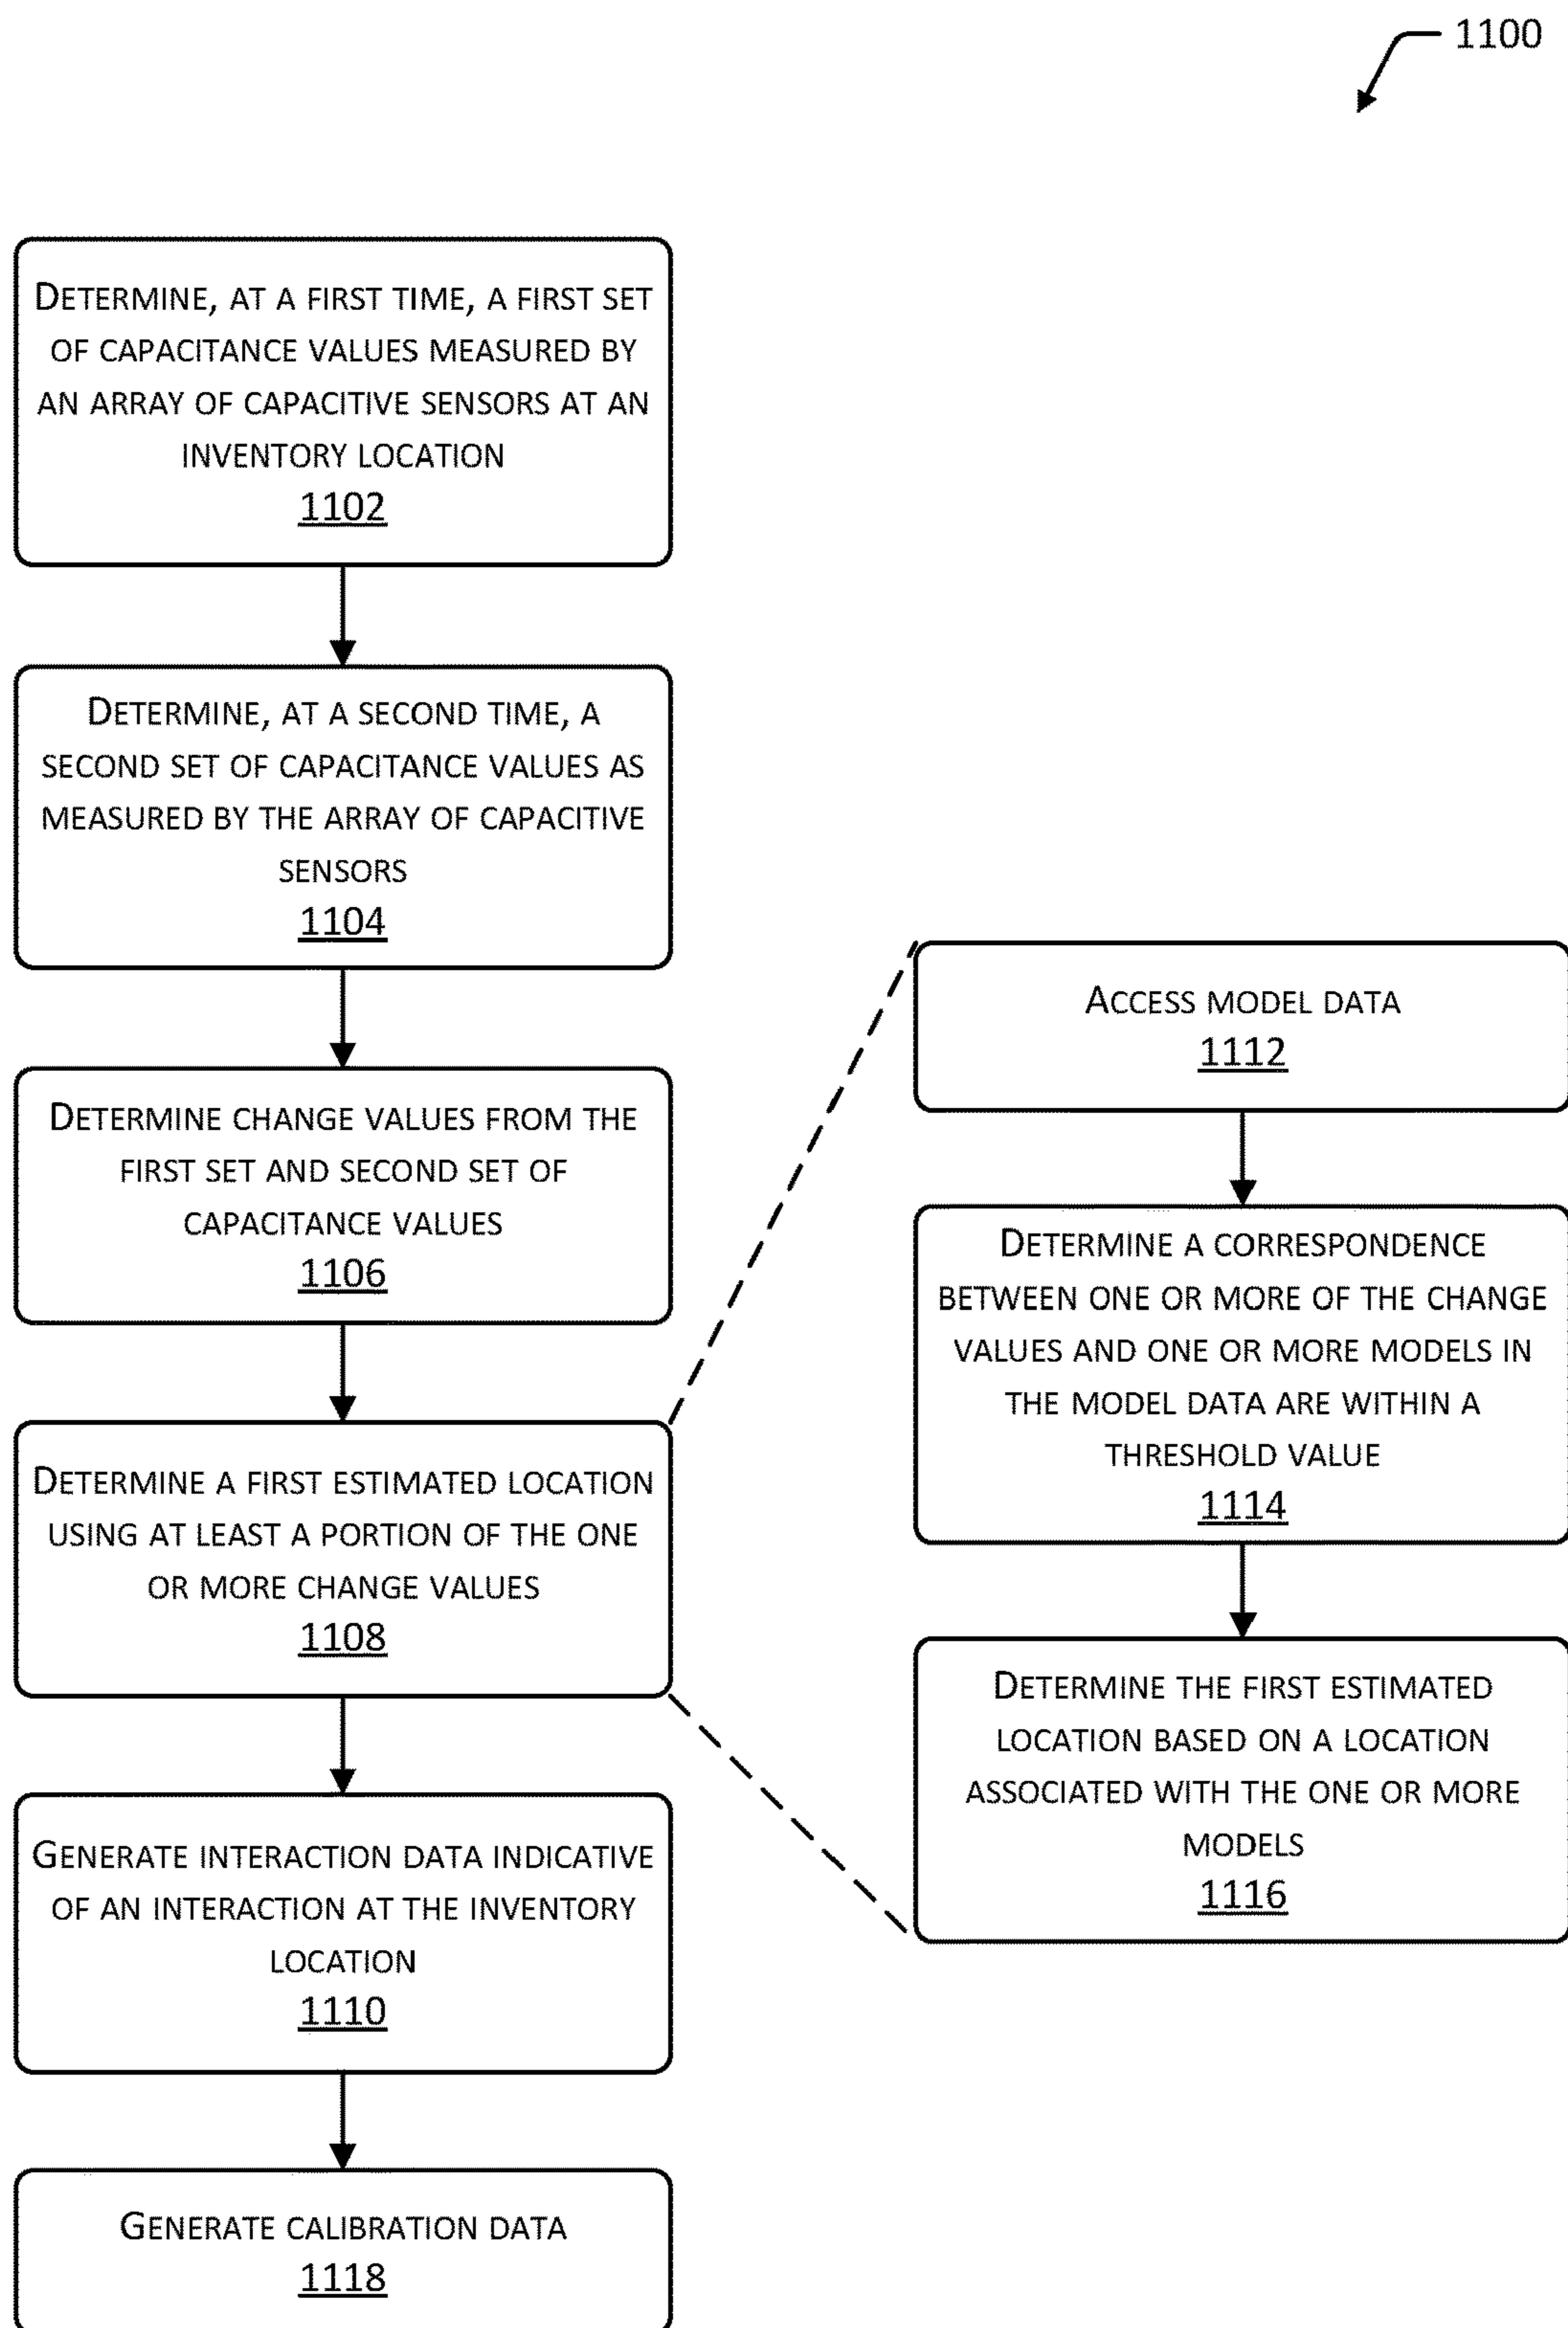 1100
DETERMINE, AT A FIRST TIME, A FIRST SET
OF CAPACITANCE VALUES MEASURED BY
AN ARRAY OF CAPACITIVE SENSORS AT AN
INVENTORY LOCATION
1102
DETERMINE, AT A SECOND TIME, A
SECOND SET OF CAPACITANCE VALUES AS
MEASURED BY THE ARRAY OF CAPACITIVE
SENSORS
1104
DETERMINE CHANGE VALUES FROM THE
FIRST SET AND SECOND SET OF
CAPACITANCE VALUES
1106
DETERMINE A FIRST ESTIMATED LOCATION
USING AT LEAST A PORTION OF THE ONE
OR MORE CHANGE VALUES
1108
GENERATE INTERACTION DATA INDICATIVE
OF AN INTERACTION AT THE INVENTORY
LOCATION
1110
GENERATE CALIBRATION DATA
1118
ACCESS MODEL DATA
1112
DETERMINE A CORRESPONDENCE
BETWEEN ONE OR MORE OF THE CHANGE
VALUES AND ONE OR MORE MODELS IN
THE MODEL DATA ARE WITHIN A
THRESHOLD VALUE
1114
DETERMINE THE FIRST ESTIMATED
LOCATION BASED ON A LOCATION
ASSOCIATED WITH THE ONE OR MORE
MODELS
1116